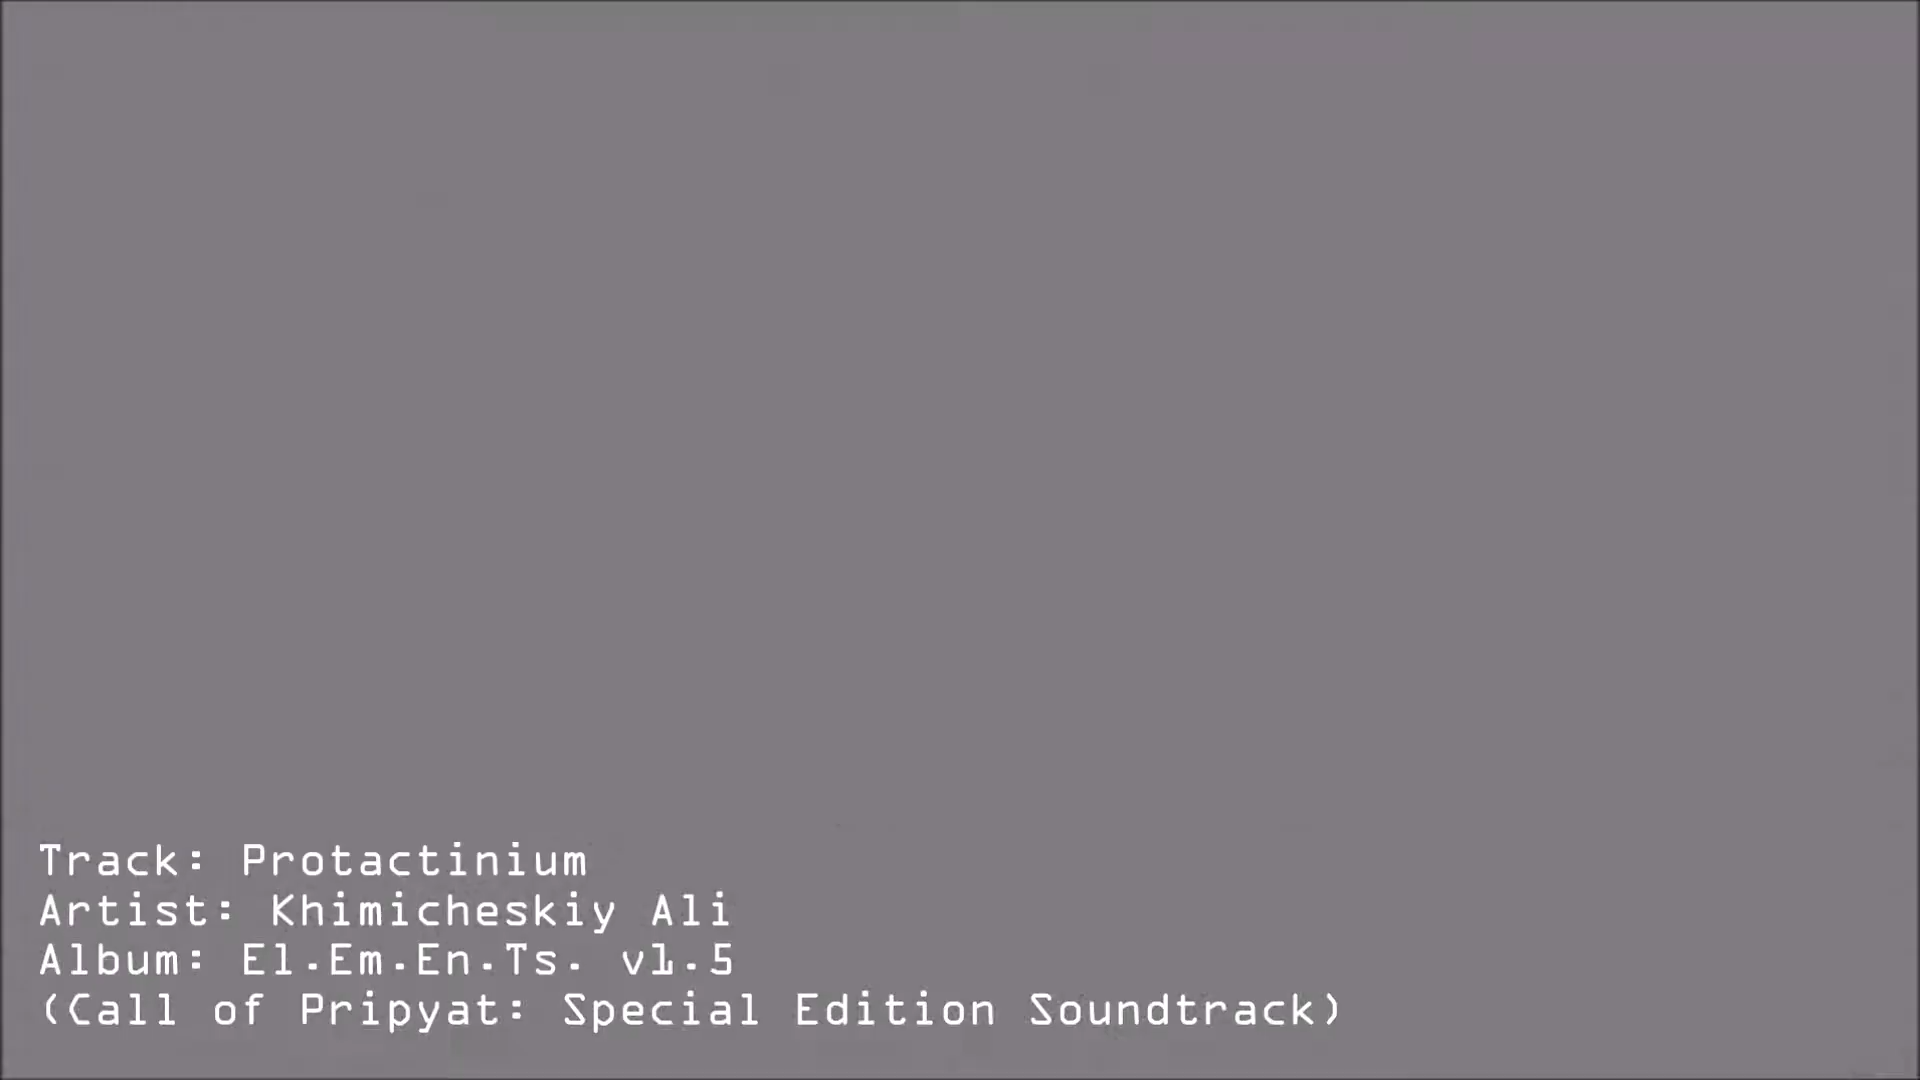 Track: Protactinium
Artist: Khimicheskiy Ali
Album: El.Em.En.Ts. v1.5
(Call of Pripyat: Special Edition Soundtrack)